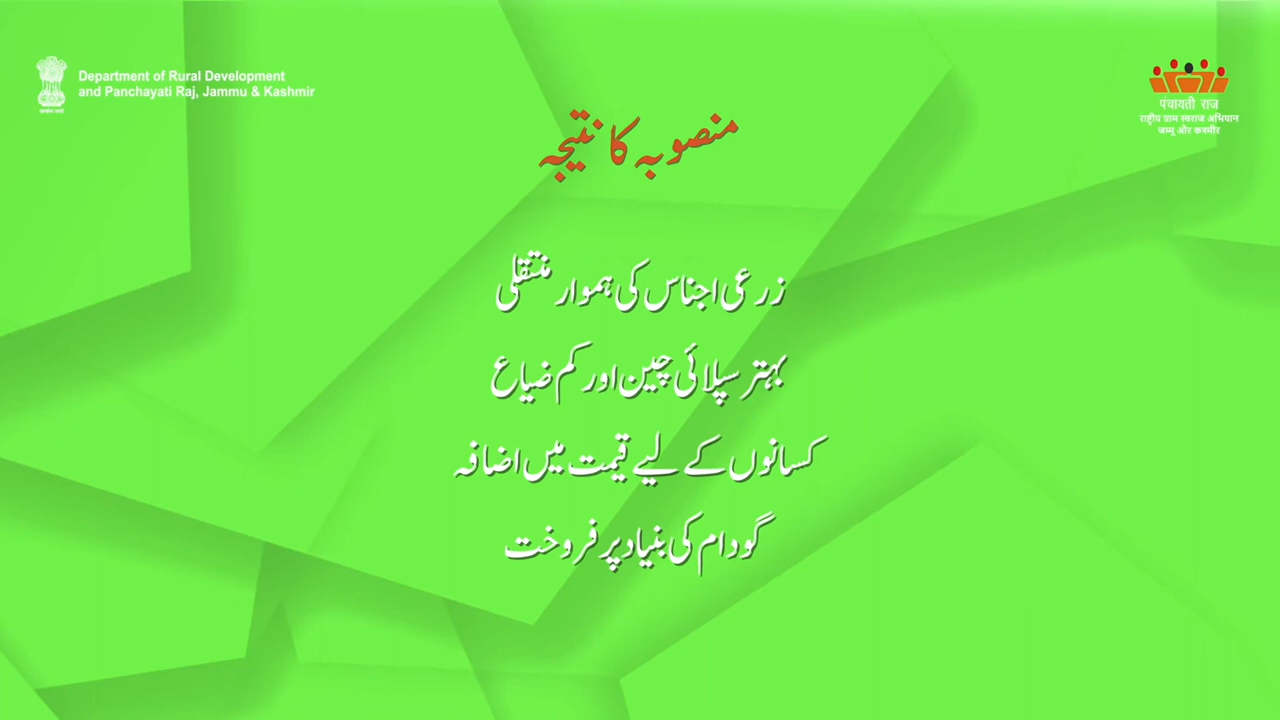 Department of Rural Development
and Panchayati Raj, Jammu & Kashmir
पंचायती राज
राष्ट्रीय ग्राम स्वराज अभियान
जम्मू और कश्मीर
منصوبہ کا نتیجہ
زرعی اجناس کی ہموار منتقلی
بہتر سپلائی چین اور کم ضیاع
کسانوں کے لیے قیمت میں اضافہ
گودام کی بنیاد پر فروخت